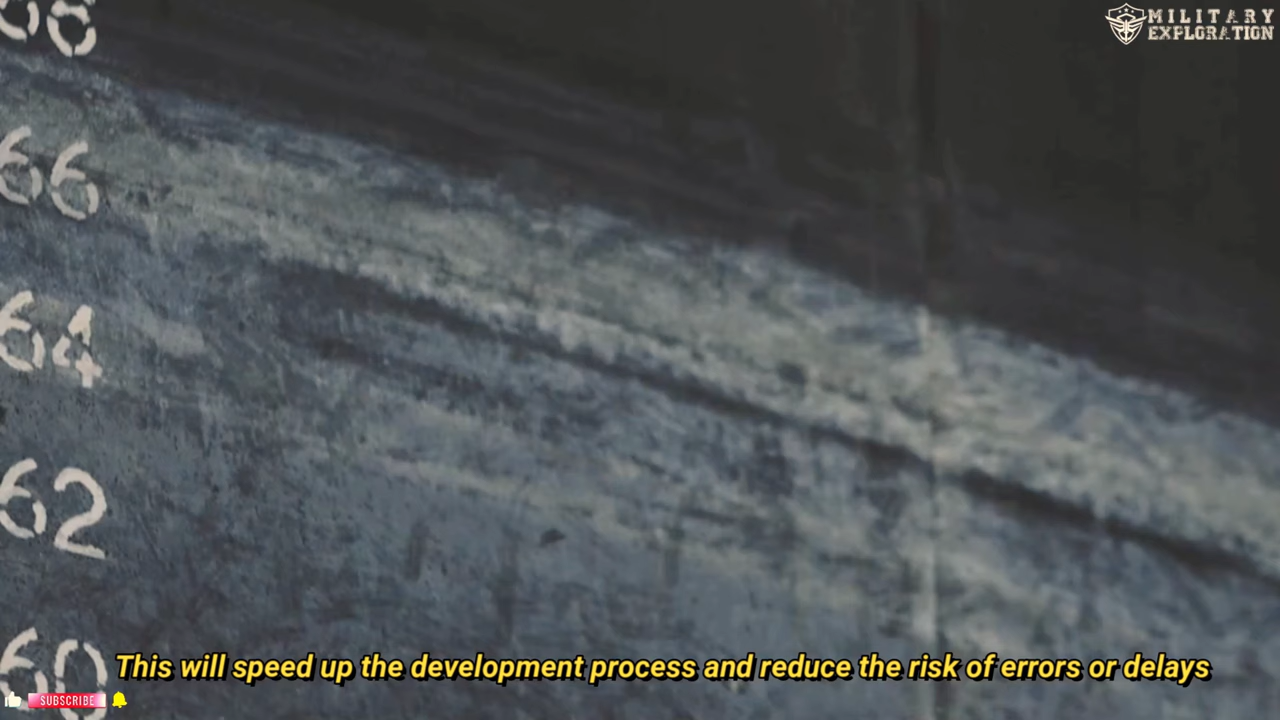 68
MILITARY
EXPLORATION
66
64
62
60
This will speed up the development process and reduce the risk of errors or delays
SUBSCRIBE